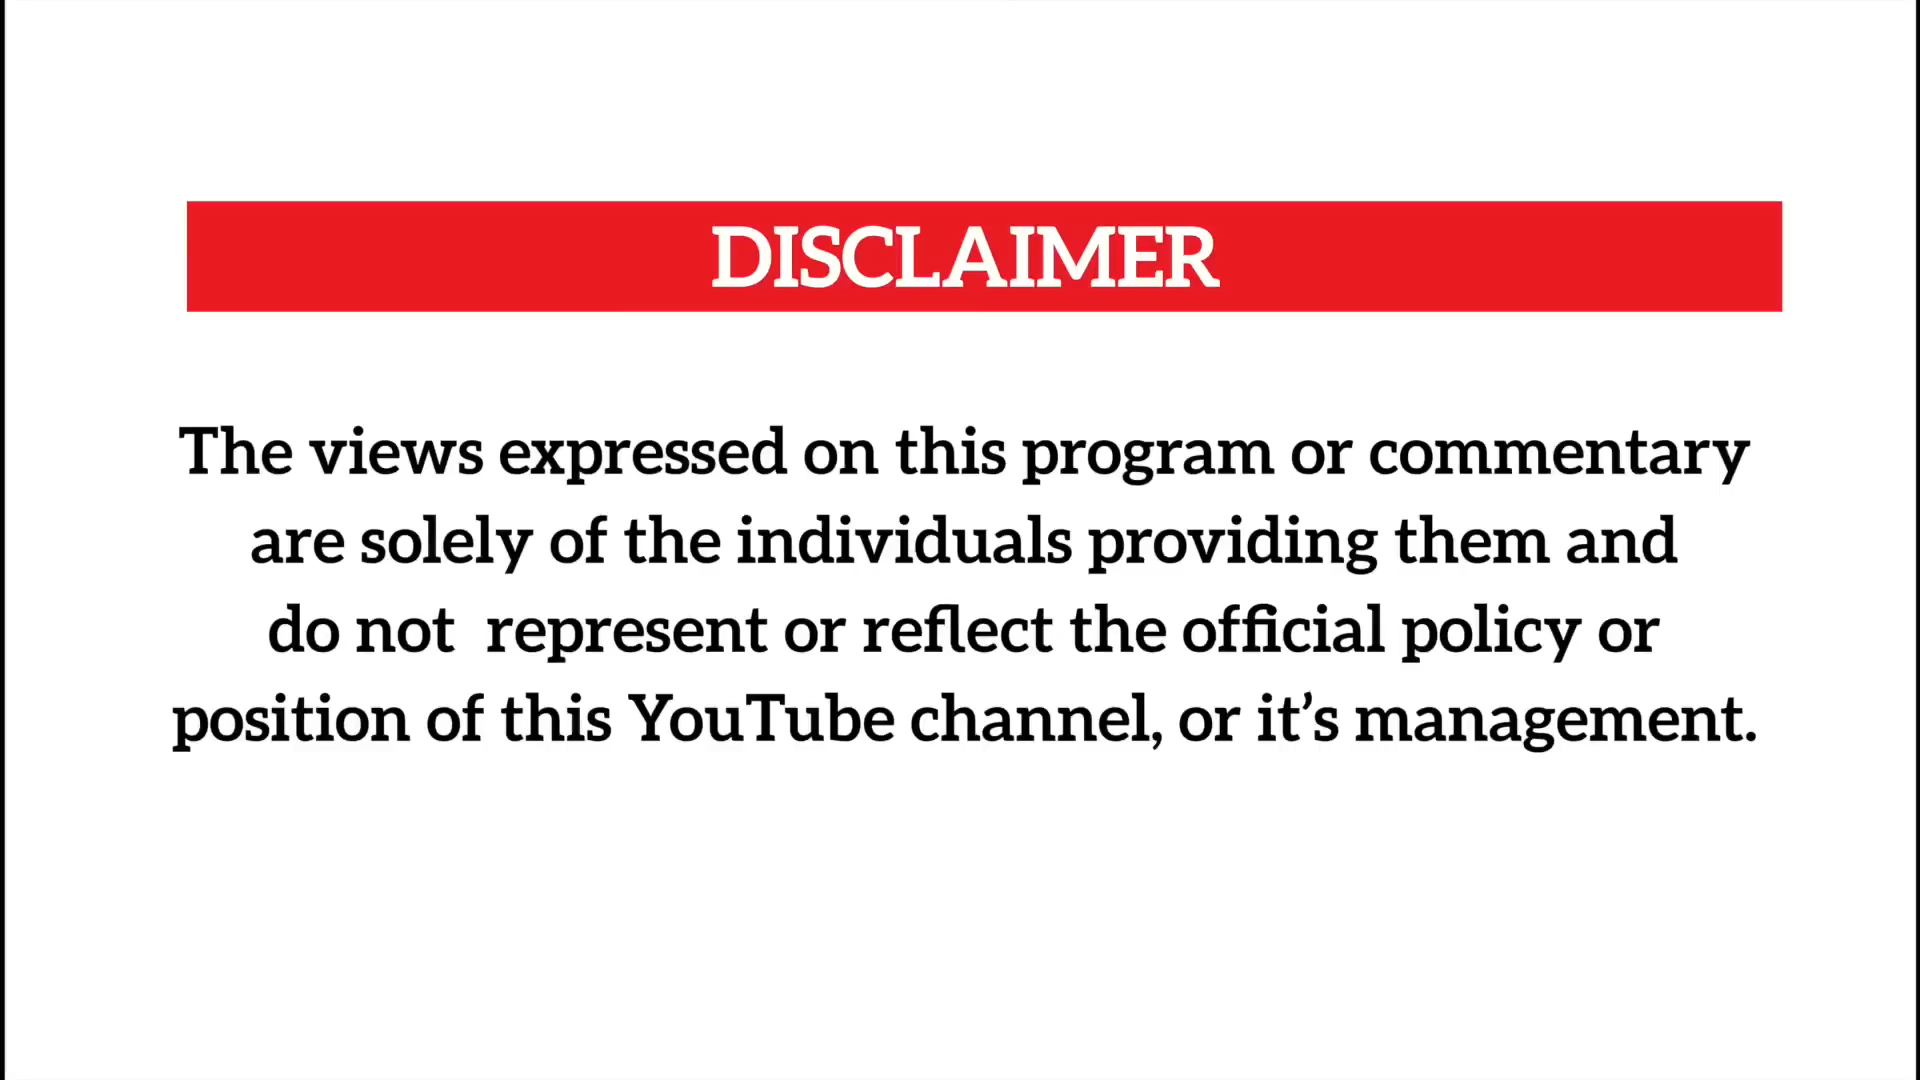 DISCLAIMER
The views expressed on this program or commentary
are solely of the individuals providing them and
do not  represent or reflect the official policy or
position of this YouTube channel, or it’s management.